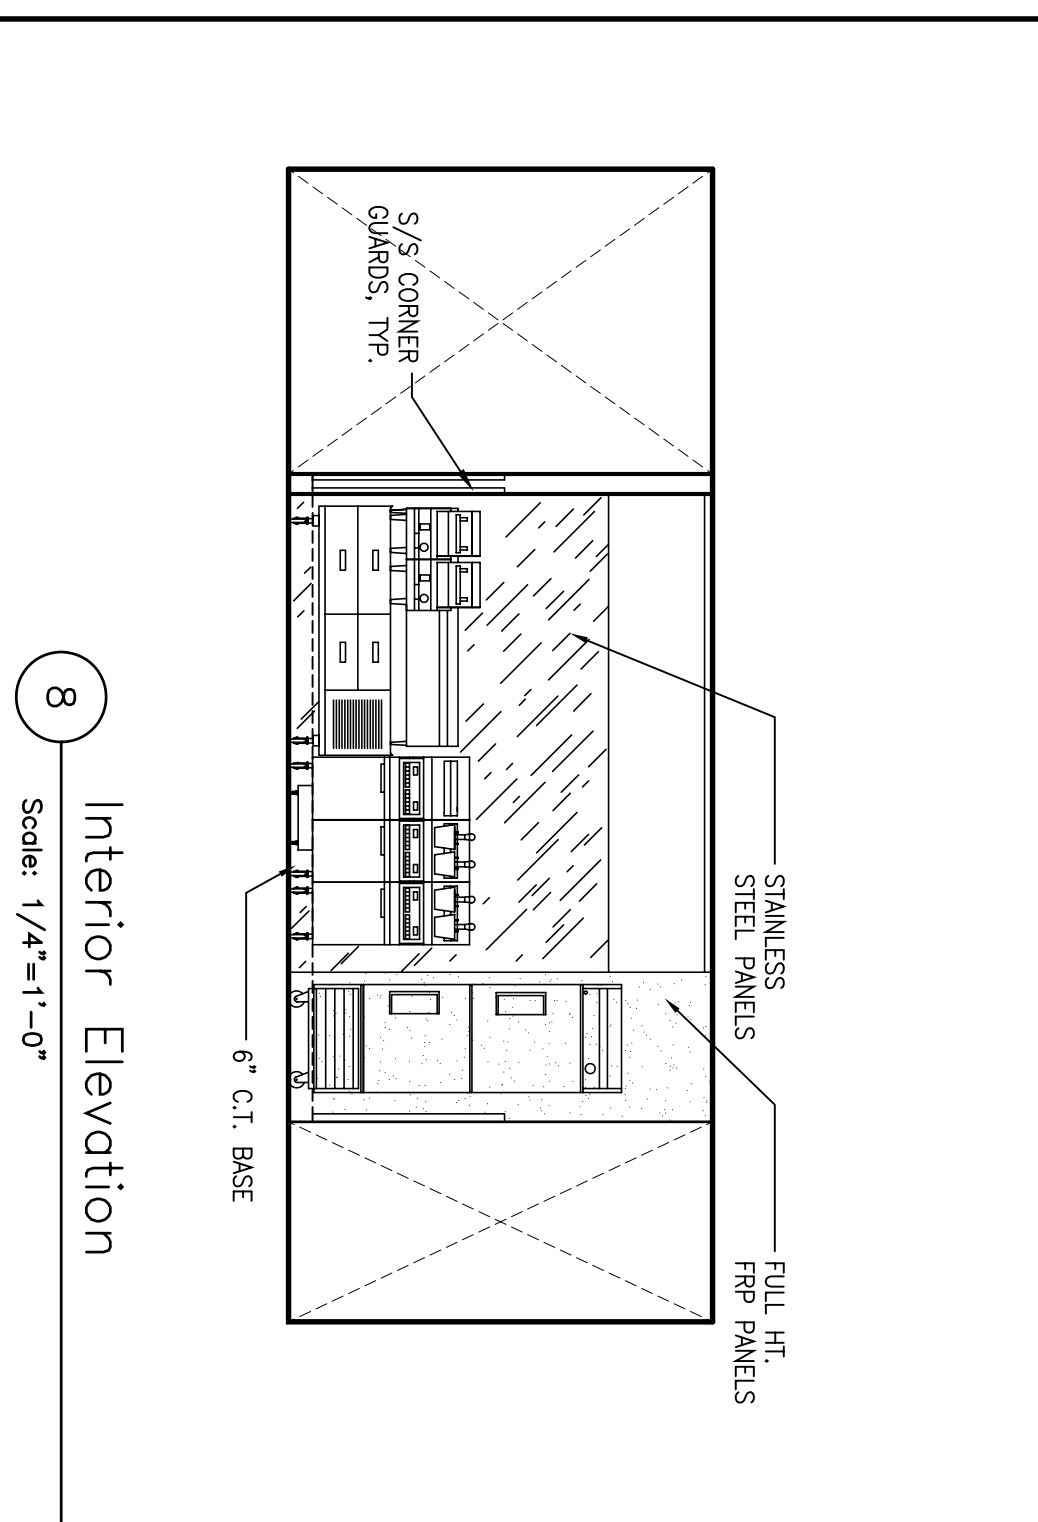 STAINLESS
STEEL PANELS
FULL HT.
FRP PANELS
S/S CORNER
GUARDS, TYP.
6" C.T. BASE
8
Interior Elevation
Scale: 1/4"=1'-0"